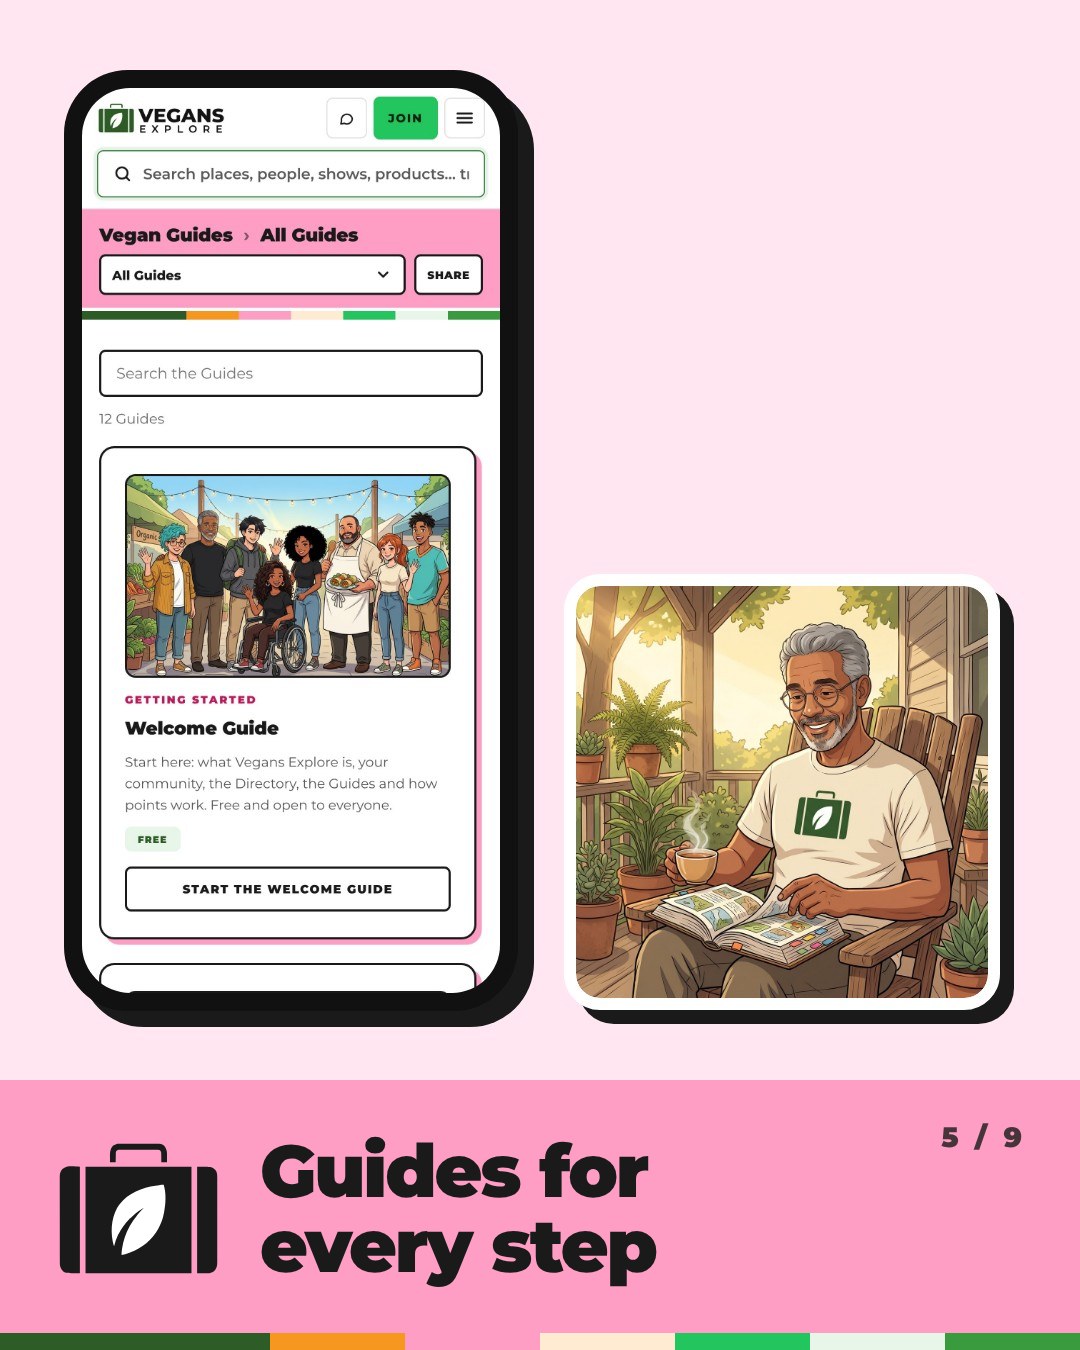 VEGANS
EXPLORE
JOIN
Search places, people, shows, products...
Vegan Guides › All Guides
All Guides
SHARE
Search the Guides
12 Guides
Organic
GETTING STARTED
Welcome Guide
Start here: what Vegans Explore is, your
community, the Directory, the Guides and how
points work. Free and open to everyone.
FREE
START THE WELCOME GUIDE
5 / 9
Guides for
every step